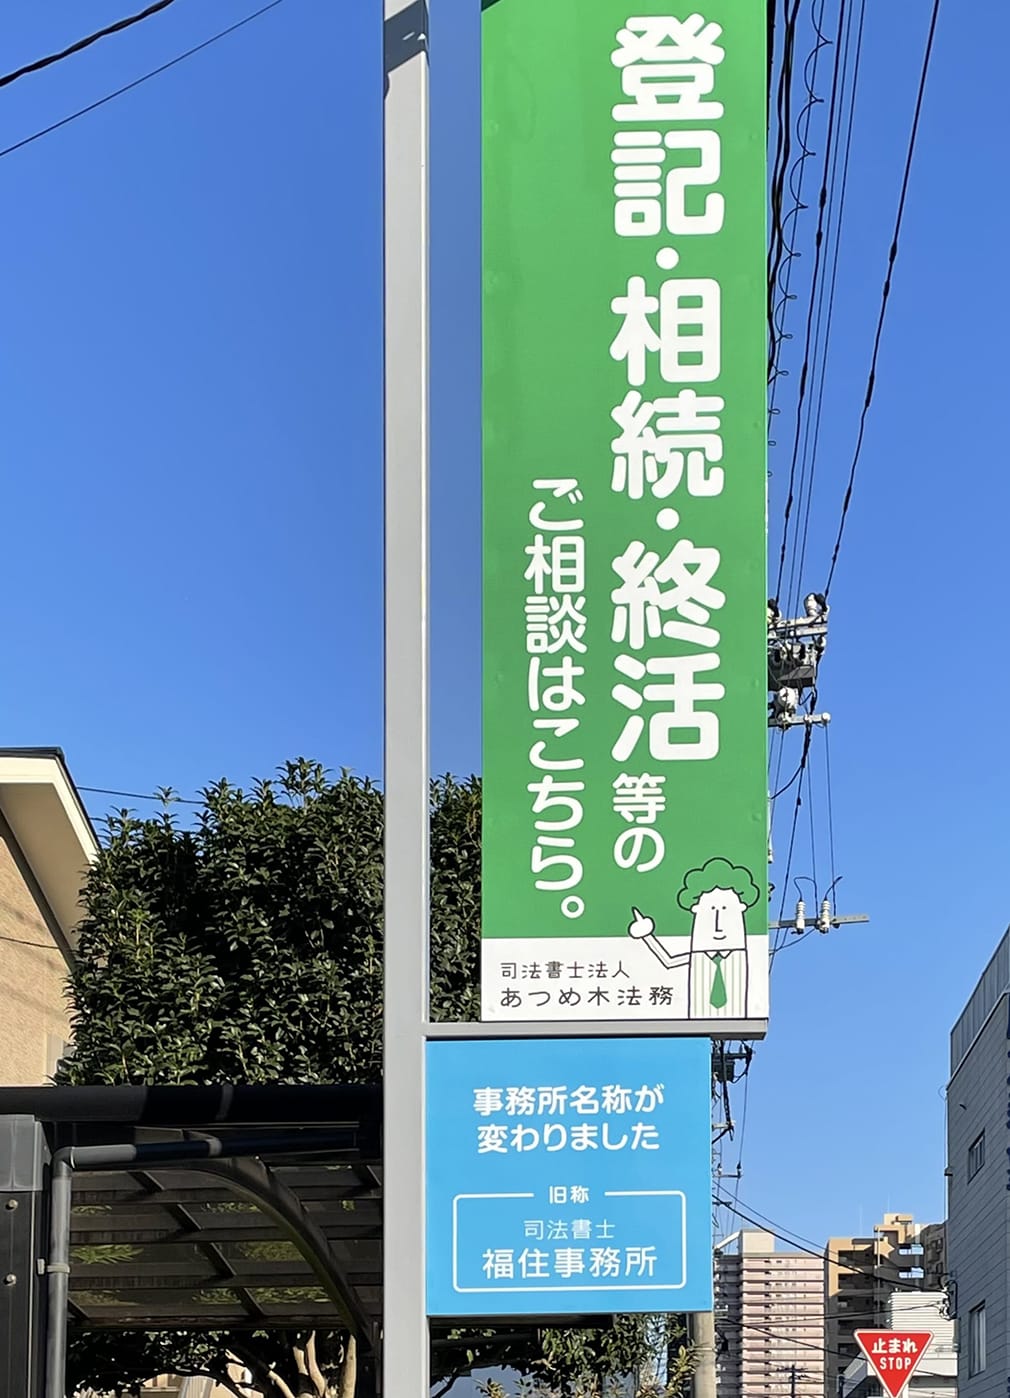 登記・相続・終活等の
ご相談はこちら。
司法書士法人
あつめ木法務
事務所名称が
変わりました
旧称
司法書士
福住事務所
止まれ
STOP